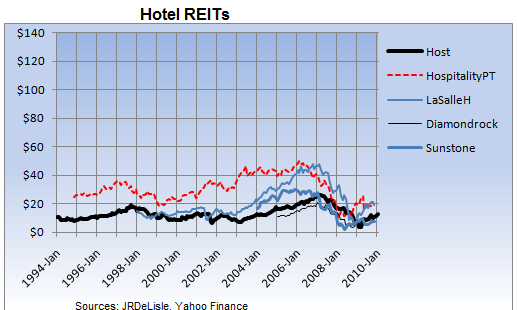 Hotel REITs
$140
$120
$100
$80
$60
$40
$20
$0
1994-Jan
1996-Jan
1998-Jan
2000-Jan
2002-Jan
2004-Jan
2006-Jan
2008-Jan
2010-Jan
Host
HospitalityPT
LaSalleH
Diamondrock
Sunstone
Sources: JRDeLisle, Yahoo Finance